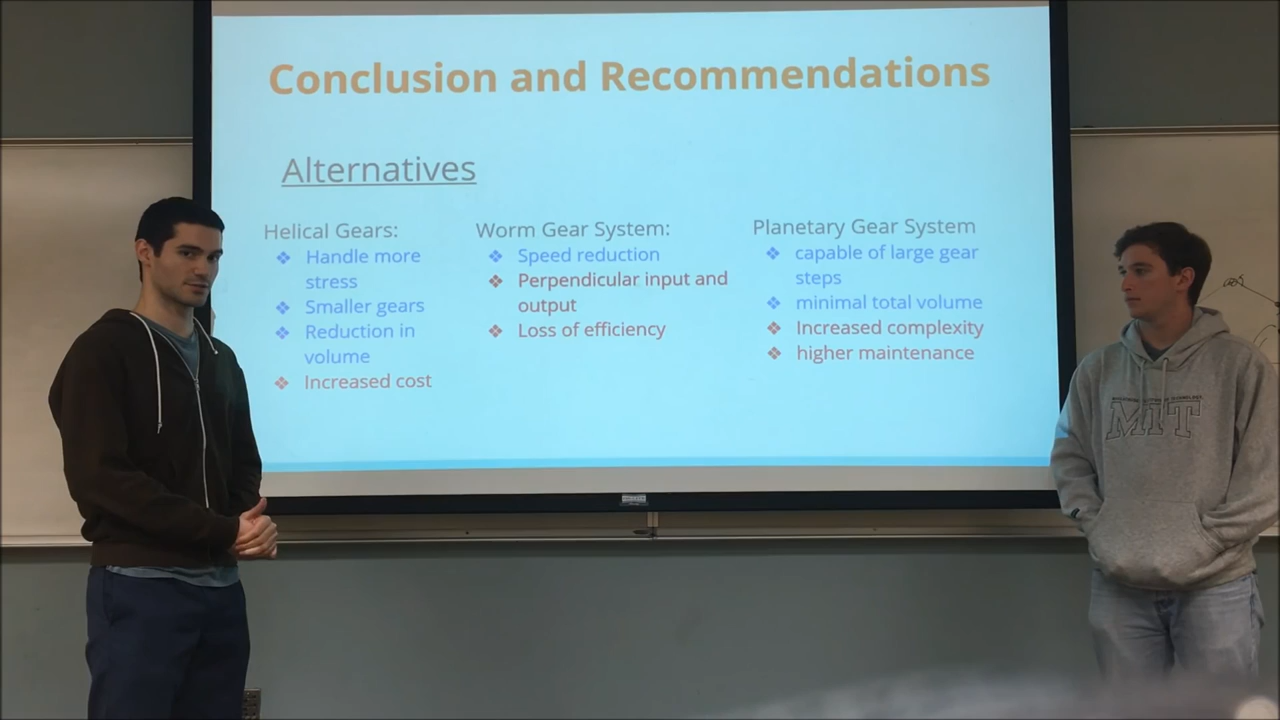 Conclusion and Recommendations
Alternatives
Helical Gears:
❖ Handle more
stress
❖ Smaller gears
❖ Reduction in
volume
❖ Increased cost
Worm Gear System:
❖ Speed reduction
❖ Perpendicular input and
output
❖ Loss of efficiency
Planetary Gear System
❖ capable of large gear
steps
❖ minimal total volume
❖ Increased complexity
❖ higher maintenance
MIT